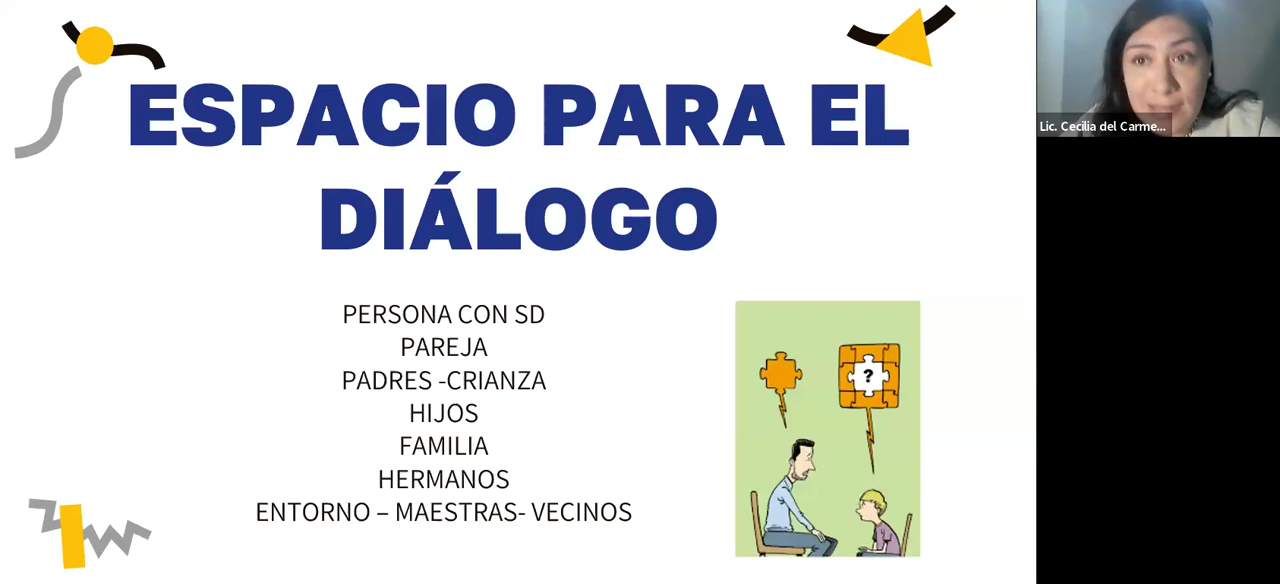 ESPACIO PARA EL
DIÁLOGO
PERSONA CON SD
PAREJA
PADRES -CRIANZA
HIJOS
FAMILIA
HERMANOS
ENTORNO – MAESTRAS- VECINOS
?
Lic. Cecilia del Carme...